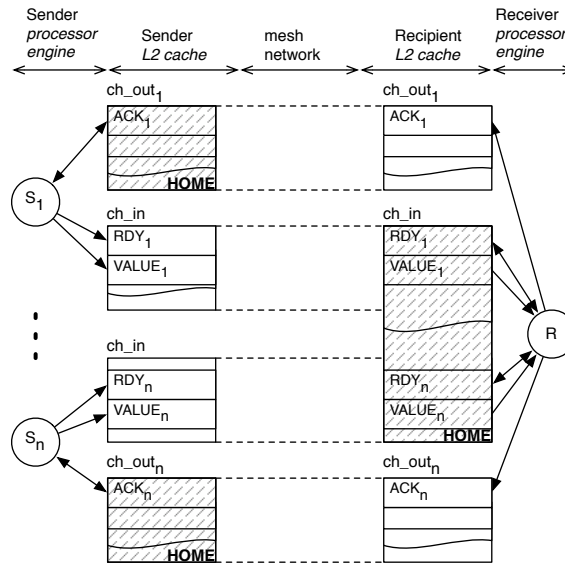 Sender
processor
engine
Sender
L2 cache
mesh
network
Recipient
L2 cache
Receiver
processor
engine
ch_out1
ACK1
HOME
ch_out1
ACK1
S1
ch_in
RDY1
VALUE1
ch_in
RDY1
VALUE1
R
ch_in
RDYn
VALUEn
RDYn
VALUEn
HOME
Sn
ch_outn
ACKn
HOME
ch_outn
ACKn